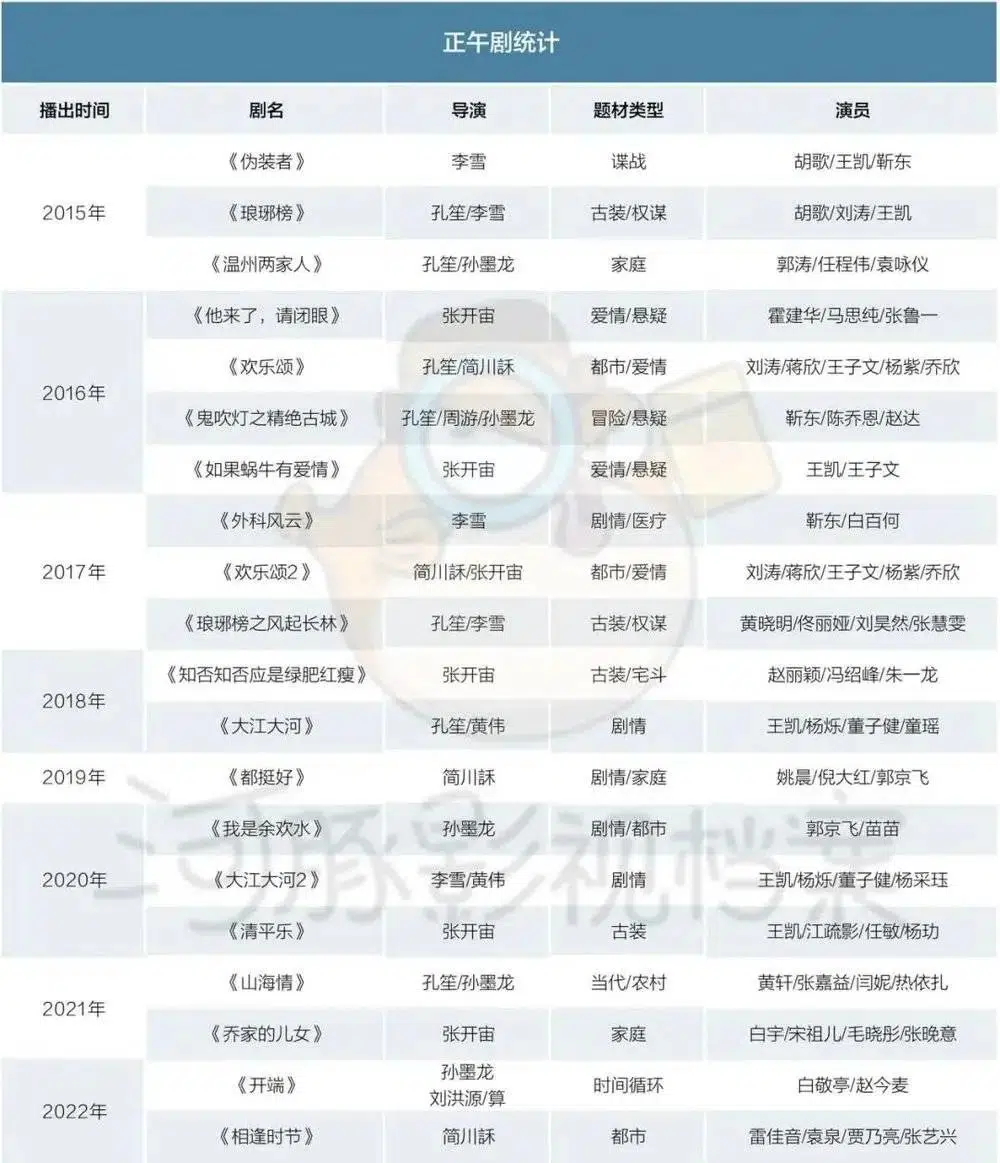 正午剧统计
播出时间 剧名 导演 题材类型 演员
2015年
《伪装者》 李雪 谍战 胡歌/王凯/靳东
《琅琊榜》 孔笙/李雪 古装/权谋 胡歌/刘涛/王凯
《温州两家人》 孔笙/孙墨龙 家庭 郭涛/任程伟/袁咏仪
2016年
《他来了，请闭眼》 张开宙 爱情/悬疑 霍建华/马思纯/张鲁一
《欢乐颂》 孔笙/简川訸 都市/爱情 刘涛/蒋欣/王子文/杨紫/乔欣
《鬼吹灯之精绝古城》 孔笙/周游/孙墨龙 冒险/悬疑 靳东/陈乔恩/赵达
《如果蜗牛有爱情》 张开宙 爱情/悬疑 王凯/王子文
2017年
《外科风云》 李雪 剧情/医疗 靳东/白百何
《欢乐颂2》 简川訸/张开宙 都市/爱情 刘涛/蒋欣/王子文/杨紫/乔欣
《琅琊榜之风起长林》 孔笙/李雪 古装/权谋 黄晓明/佟丽娅/刘昊然/张慧雯
2018年
《知否知否应是绿肥红瘦》 张开宙 古装/宅斗 赵丽颖/冯绍峰/朱一龙
《大江大河》 孔笙/黄伟 剧情 王凯/杨烁/董子健/童瑶
2019年
《都挺好》 简川訸 剧情/家庭 姚晨/倪大红/郭京飞
2020年
《我是余欢水》 孙墨龙 剧情/都市 郭京飞/苗苗
《大江大河2》 李雪/黄伟 剧情 王凯/杨烁/董子健/杨采珏
《清平乐》 张开宙 古装 王凯/江疏影/任敏/杨玏
2021年
《山海情》 孔笙/孙墨龙 当代/农村 黄轩/张嘉益/闫妮/热依扎
《乔家的儿女》 张开宙 家庭 白宇/宋祖儿/毛晓彤/张晚意
2022年
《开端》 孙墨龙
刘洪源/算 时间循环 白敬亭/赵今麦
《相逢时节》 简川訸 都市 雷佳音/袁泉/贾乃亮/张艺兴
河豚影视档案